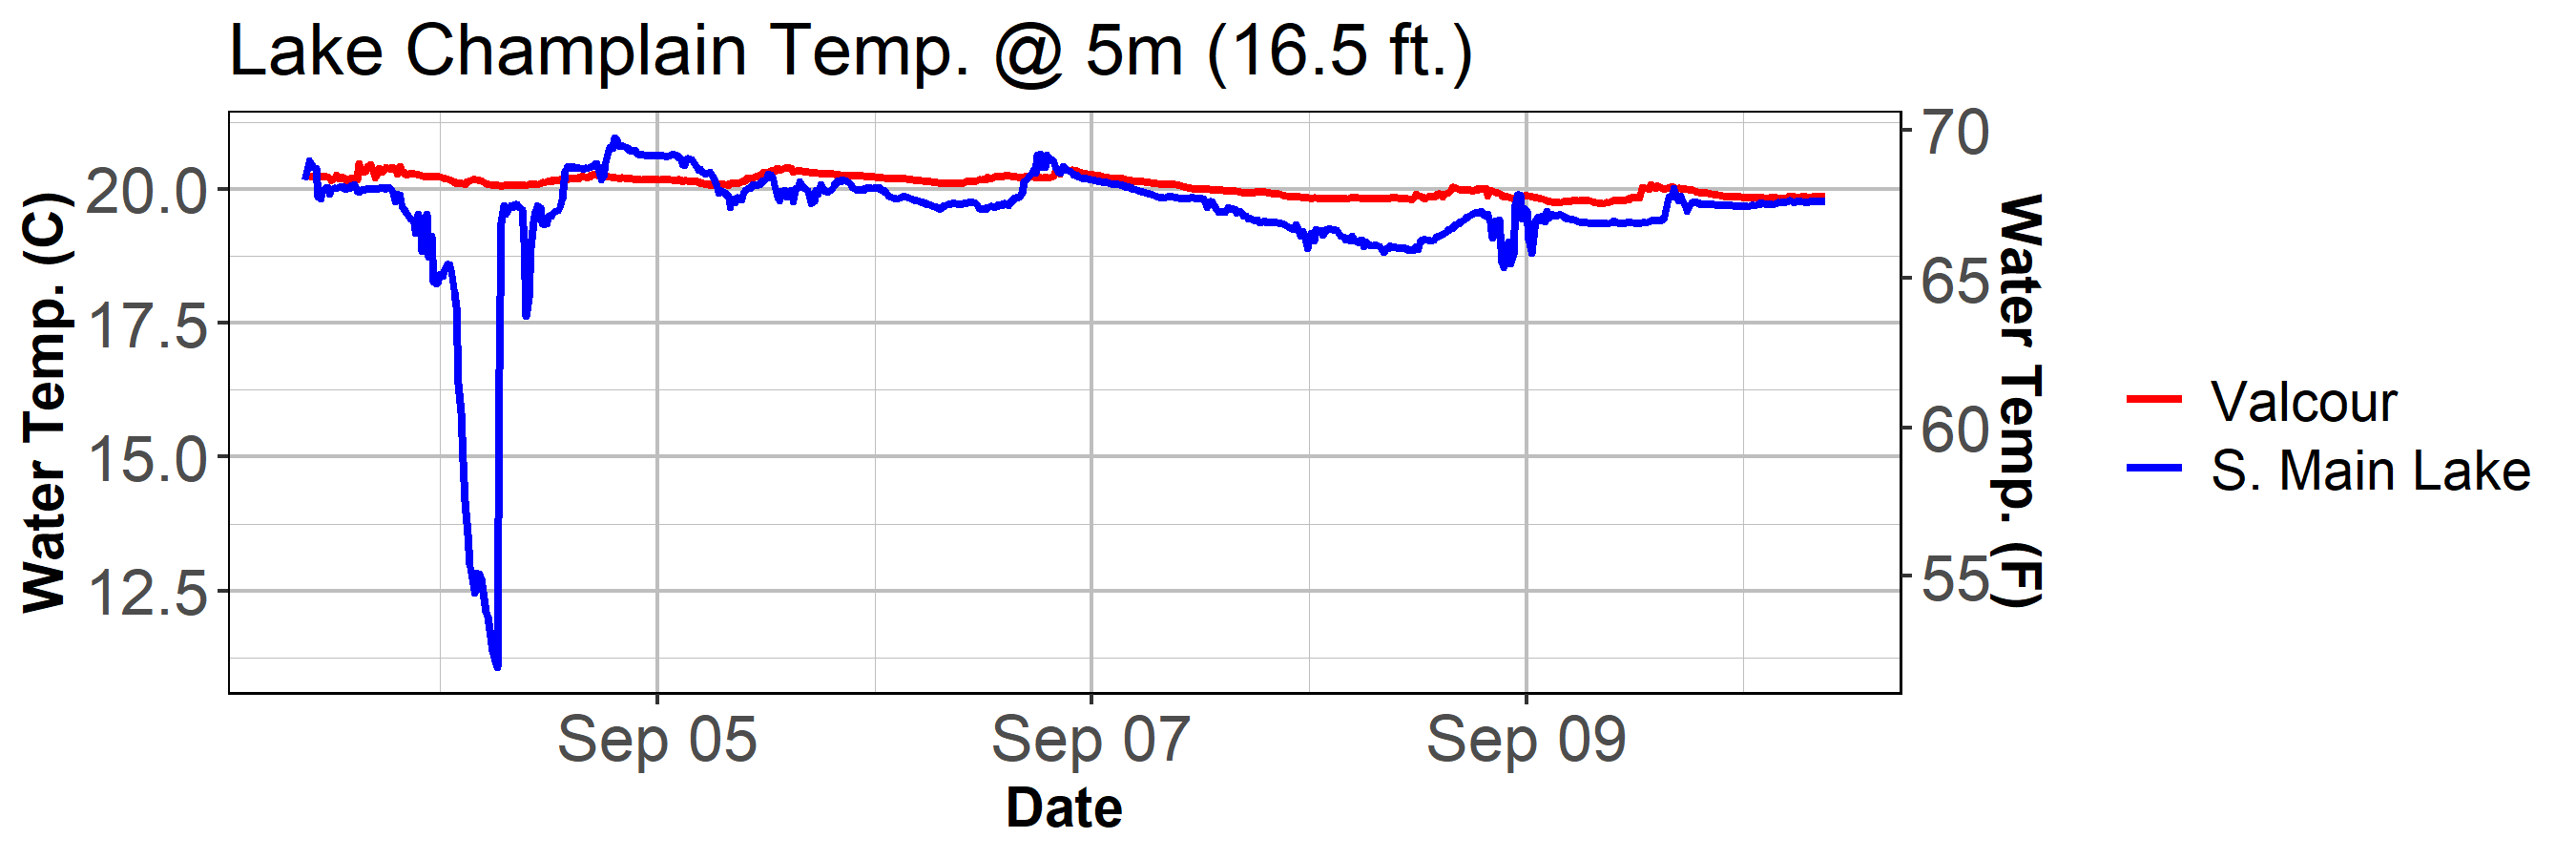 Lake Champlain Temp. @ 5m (16.5 ft.)
Water Temp. (C)
20.0
17.5
15.0
12.5
70
65
60
55
Water Temp. (F)
Sep 05
Sep 07
Sep 09
Date
Valcour
S. Main Lake